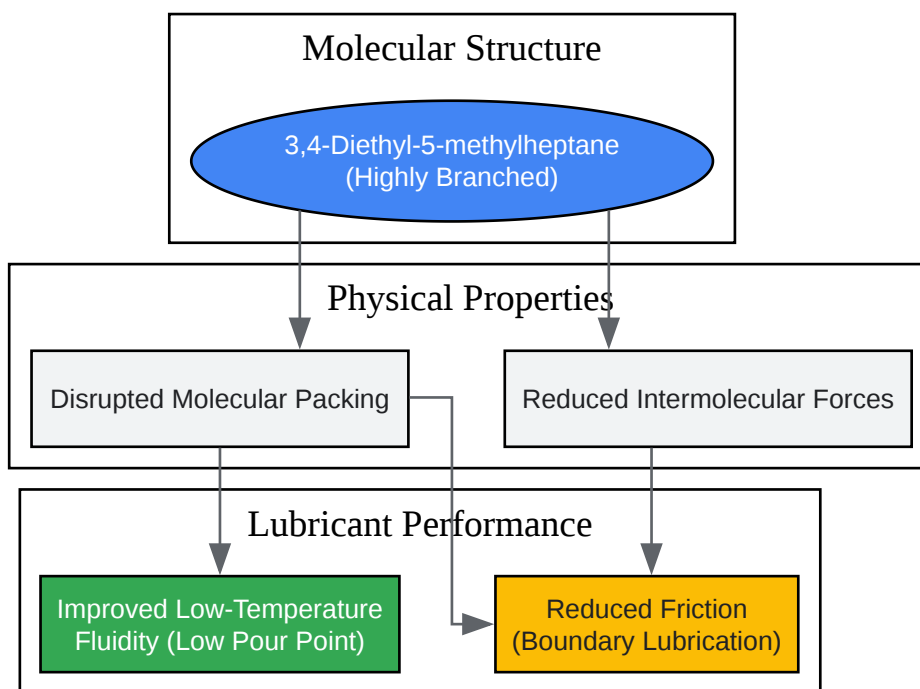 Molecular Structure
3,4-Diethyl-5-methylheptane
(Highly Branched)
Physical Properties
Disrupted Molecular Packing
Reduced Intermolecular Forces
Lubricant Performance
Improved Low-Temperature
Fluidity (Low Pour Point)
Reduced Friction
(Boundary Lubrication)